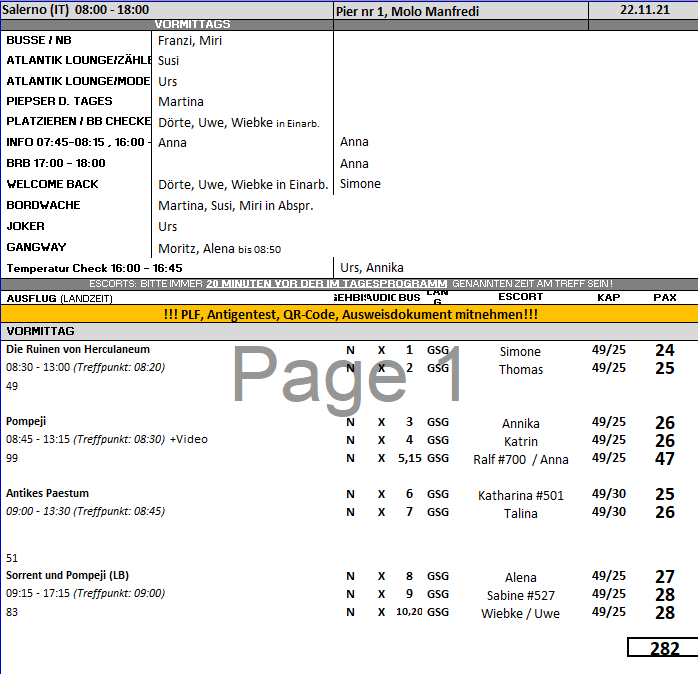 Salerno (IT) 08:00 - 18:00 Pier nr 1, Molo Manfredi 22.11.21
VORMITTAGS
BUSSE / NB Franzi, Miri
ATLANTIK LOUNGE/ZÄHLE Susi
ATLANTIK LOUNGE/MODE Urs
PIEPSER D. TAGES Martina
PLATZIEREN / BB CHECKE Dörte, Uwe, Wiebke in Einarb.
INFO 07:45-08:15 , 16:00 - Anna Anna
BRB 17:00 - 18:00 Anna
WELCOME BACK Dörte, Uwe, Wiebke in Einarb. Simone
BORDWACHE Martina, Susi, Miri in Abspr.
JOKER Urs
GANGWAY Moritz, Alena bis 08:50
Temperatur Check 16:00 - 16:45 Urs, Annika
ESCORTS: BITTE IMMER 20 MINUTEN VOR DER IM TAGESPROGRAMM GENANNTEN ZEIT AM TREFF SEIN!
AUSFLUG (LANDZEIT) GEHBI AUDIO BUS LAN G ESCORT KAP PAX
!!! PLF, Antigentest, QR-Code, Ausweisdokument mitnehmen!!!
VORMITTAG
Die Ruinen von Herculaneum N X 1 GSG Simone 49/25 24
08:30 - 13:00 (Treffpunkt: 08:20) N X 2 GSG Thomas 49/25 25
49
Page 1
Pompeji N X 3 GSG Annika 49/25 26
08:45 - 13:15 (Treffpunkt: 08:30) +Video N X 4 GSG Katrin 49/25 26
99 N X 5,15 GSG Ralf #700 / Anna 49/25 47
Antikes Paestum N X 6 GSG Katharina #501 49/30 25
09:00 - 13:30 (Treffpunkt: 08:45) N X 7 GSG Talina 49/30 26
51
Sorrent und Pompeji (LB) N X 8 GSG Alena 49/25 27
09:15 - 17:15 (Treffpunkt: 09:00) N X 9 GSG Sabine #527 49/25 28
83 N X 10,20 GSG Wiebke / Uwe 49/25 28
282